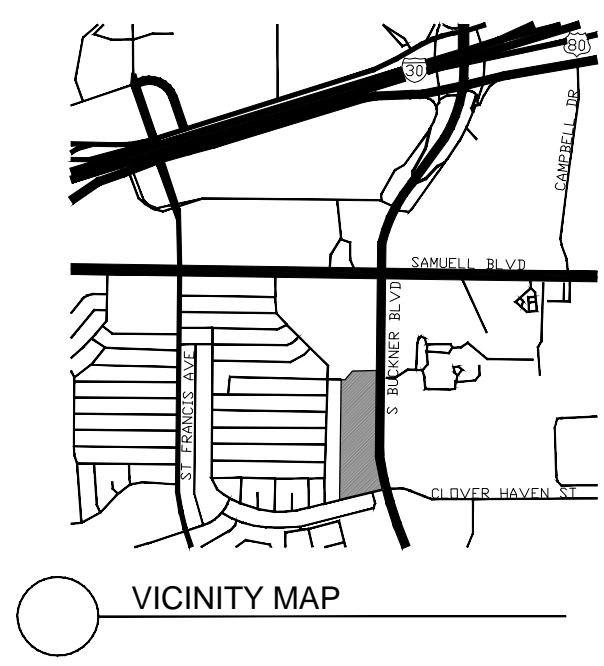 80
30
CAMPBELL DR
SAMUELL BLVD
S BUCKNER BLVD
ST FRANCIS AVE
CLOVER HAVEN ST
VICINITY MAP